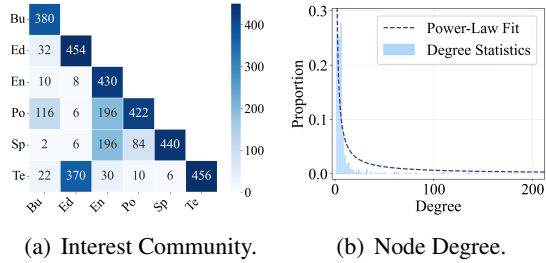 Bu 380
Ed 32 454
En 10 8 430
Po 116 6 196 422
Sp 2 6 196 84 440
Te 22 370 30 10 6 456
Bu Ed En Po Sp Te
400
300
200
100
0
0.3
0.2
0.1
0.0
Proportion
Power-Law Fit
Degree Statistics
0 100 200
Degree
(a) Interest Community.
(b) Node Degree.